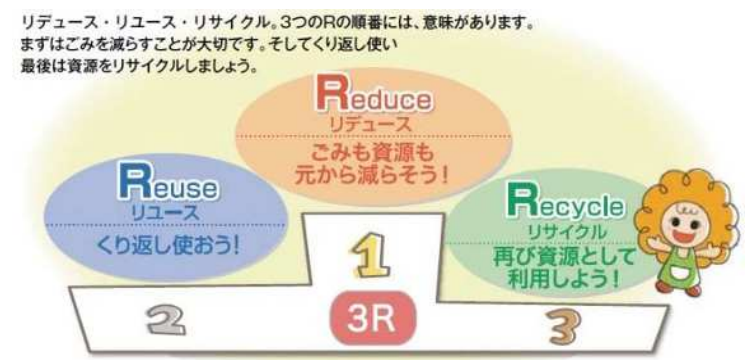 リデュース・リユース・リサイクル。3つのRの順番には、意味があります。
まずはごみを減らすことが大切です。そしてくり返し使い
最後は資源をリサイクルしましょう。
Reduce
リデュース
ごみも資源も
元から減らそう!
Reuse
リユース
くり返し使おう!
Recycle
リサイクル
再び資源として
利用しよう!
1
2
3R
3